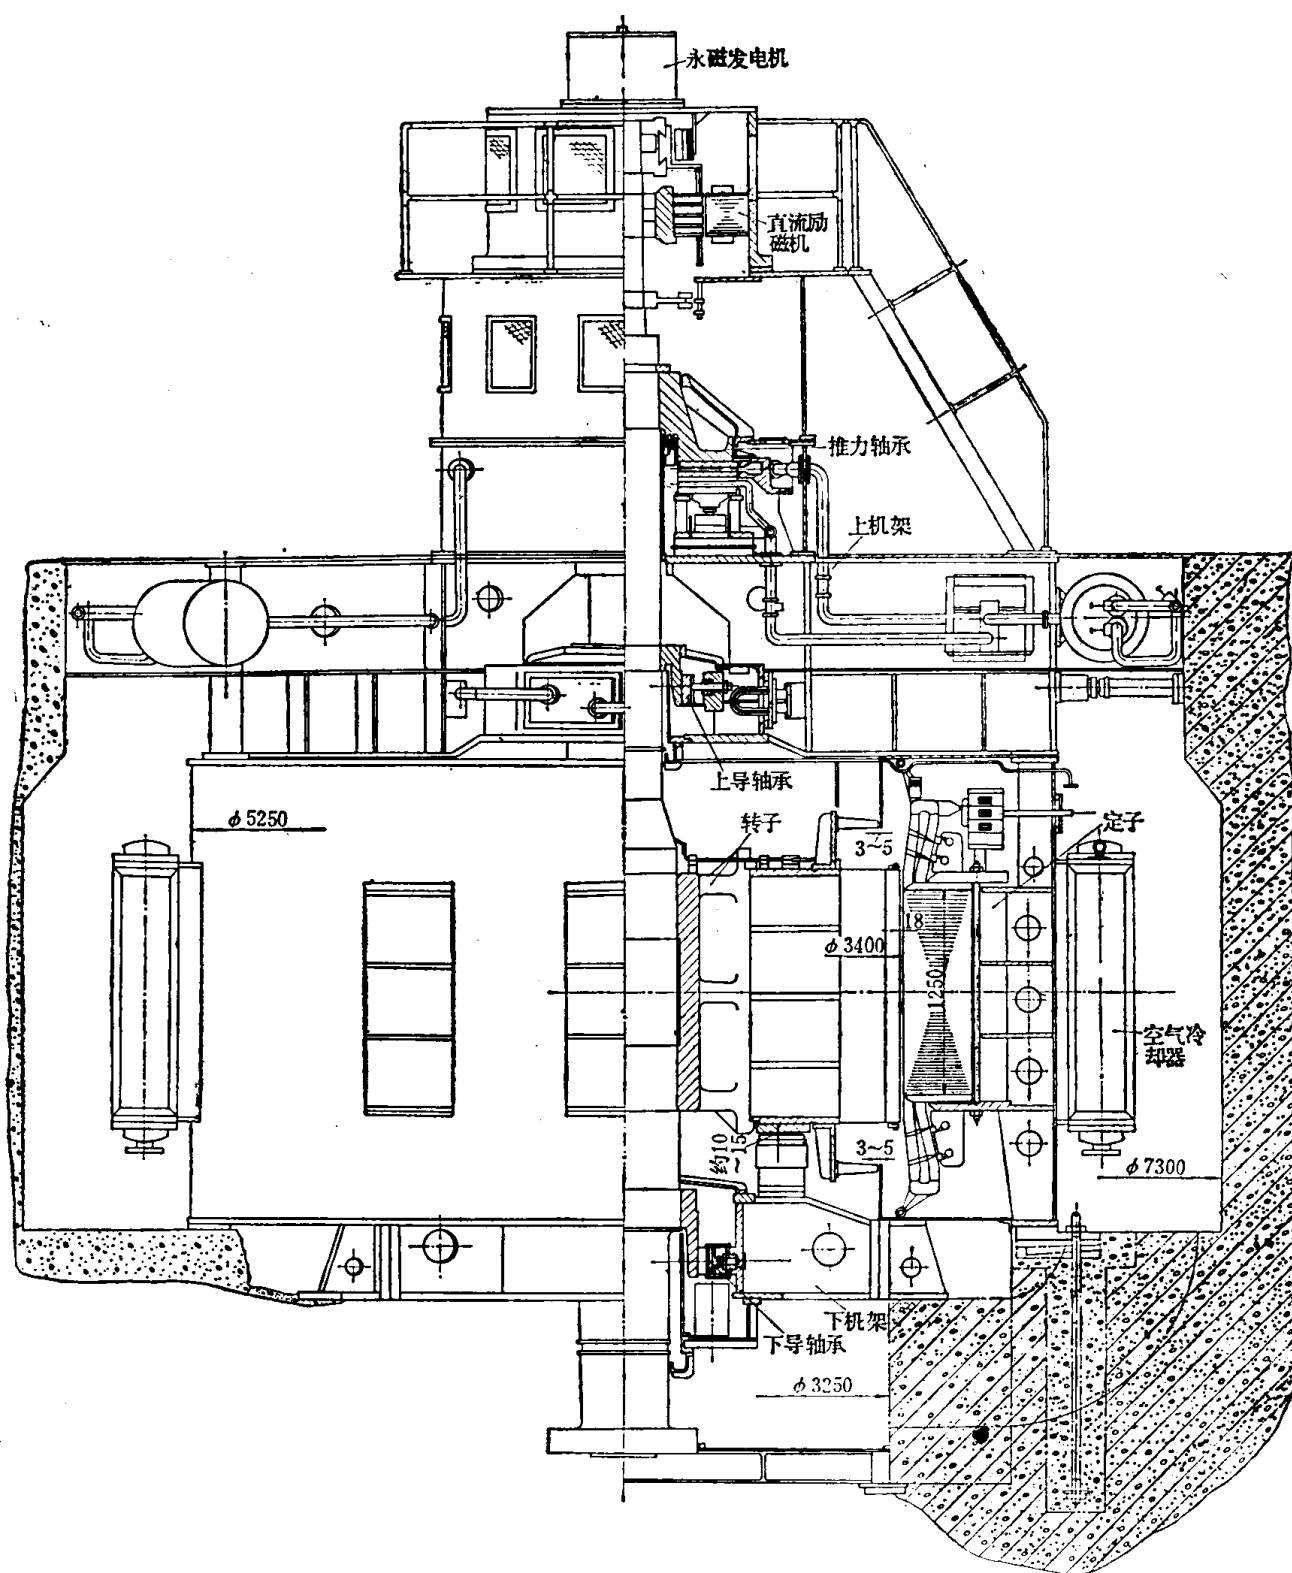 永磁发电机
直流励
磁机
推力轴承
上机架
上导轴承
φ5250
转子
定子
3~5
18
φ3400
1250
空气冷
却器
约10
~15
3~5
φ7300
下机架
下导轴承
φ3250